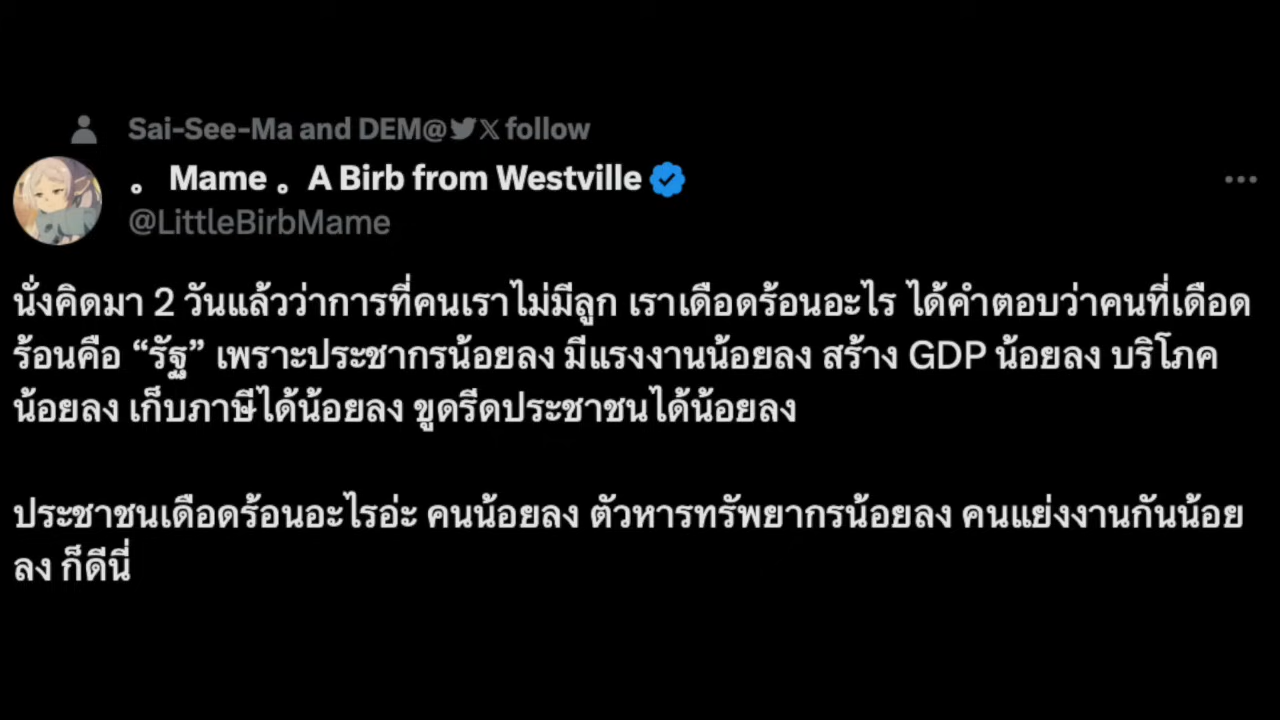 Sai-See-Ma and DEM@ follow
。 Mame 。A Birb from Westville
@LittleBirbMame
นั่งคิดมา 2 วันแล้วว่าการที่คนเราไม่มีลูก เราเดือดร้อนอะไร ได้คำตอบว่าคนที่เดือด
ร้อนคือ “รัฐ” เพราะประชากรน้อยลง มีแรงงานน้อยลง สร้าง GDP น้อยลง บริโภค
น้อยลง เก็บภาษีได้น้อยลง ขูดรีดประชาชนได้น้อยลง
ประชาชนเดือดร้อนอะไรอ่ะ คนน้อยลง ตัวหารทรัพยากรน้อยลง คนแย่งงานกันน้อย
ลง ก็ดีนี่